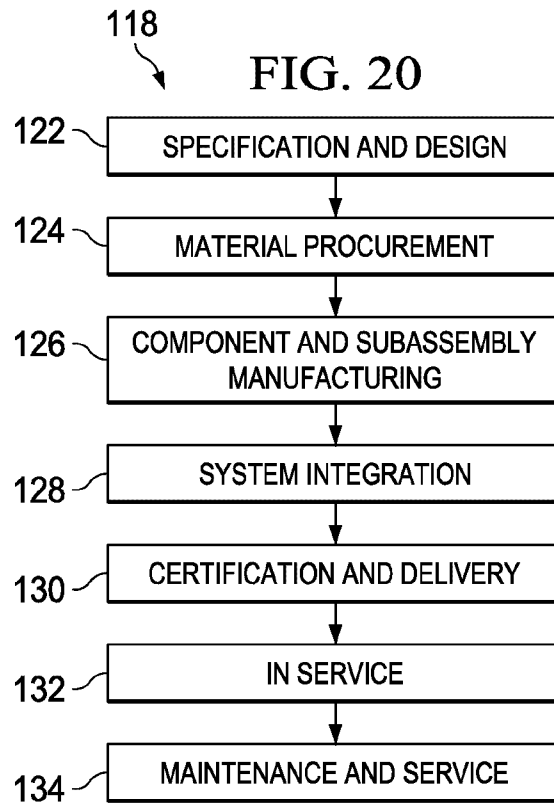 118
FIG. 20
122
SPECIFICATION AND DESIGN
124
MATERIAL PROCUREMENT
126
COMPONENT AND SUBASSEMBLY
MANUFACTURING
128
SYSTEM INTEGRATION
130
CERTIFICATION AND DELIVERY
132
IN SERVICE
134
MAINTENANCE AND SERVICE